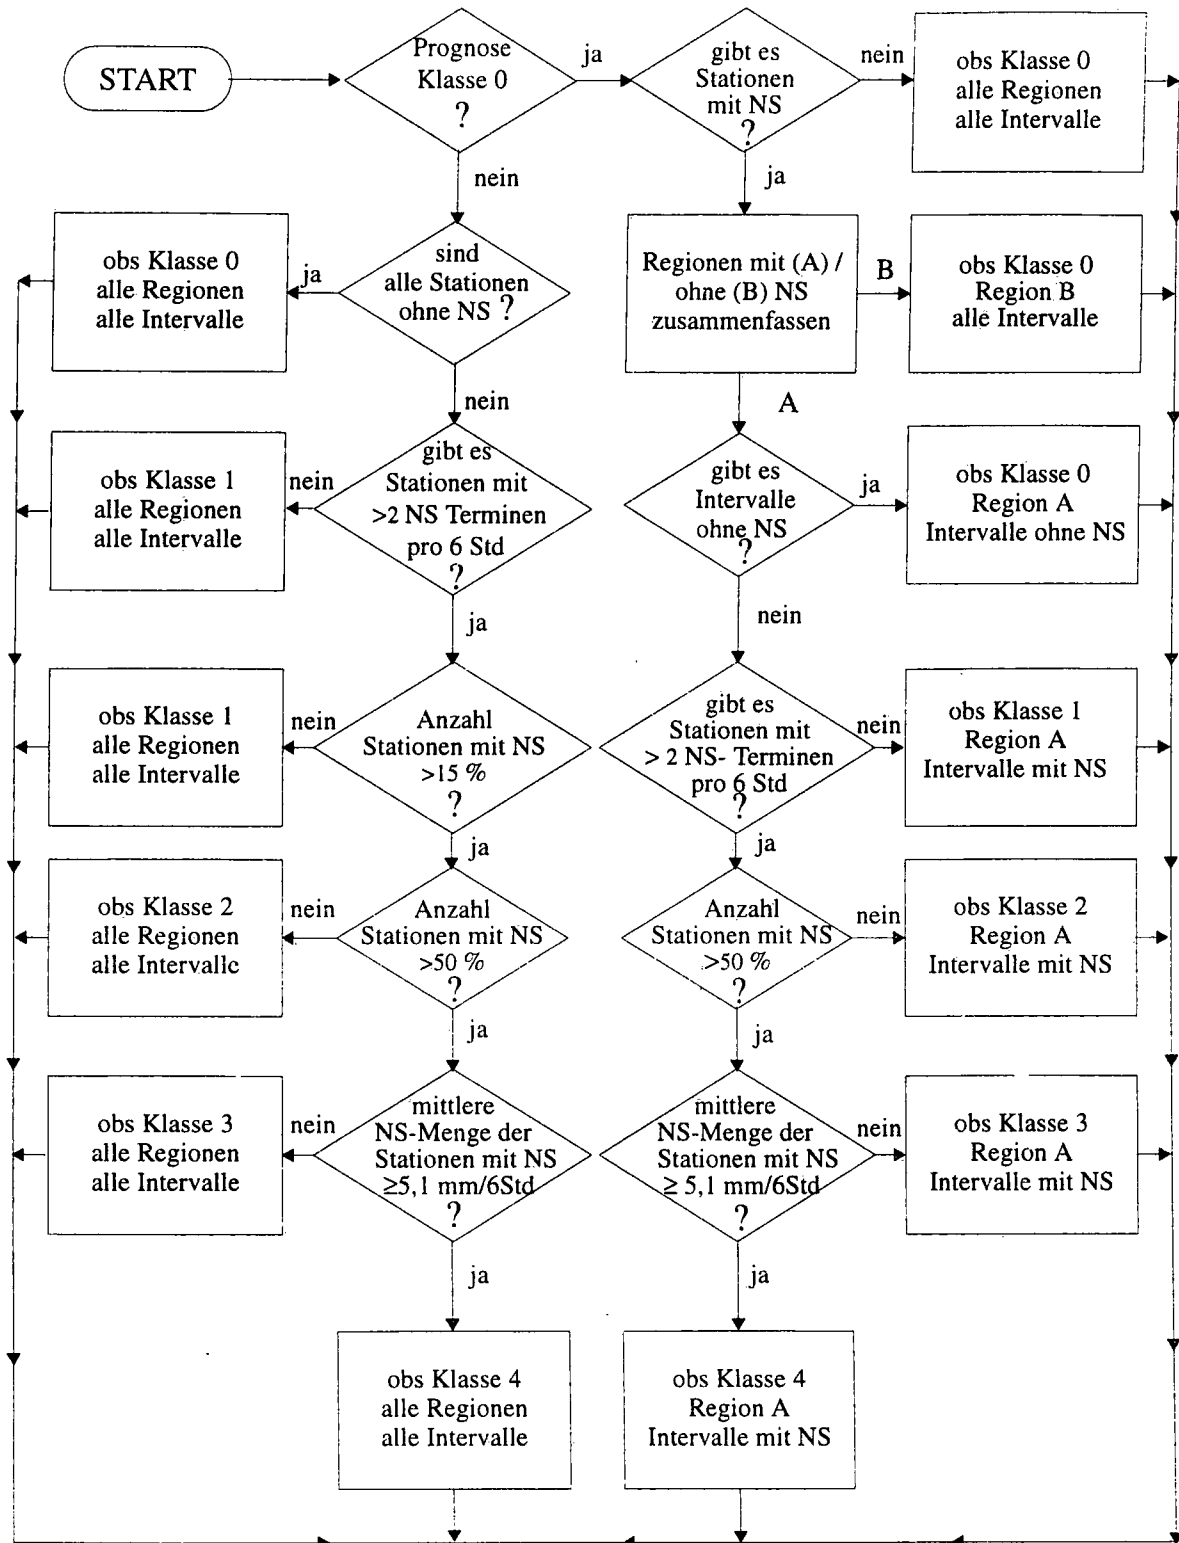 START
Prognose
Klasse 0
?
ja
gibt es
Stationen
mit NS
?
nein
obs Klasse 0
alle Regionen
alle Intervalle
nein
ja
obs Klasse 0
alle Regionen
alle Intervalle
ja
sind
alle Stationen
ohne NS ?
Regionen mit (A) /
ohne (B) NS
zusammenfassen
B
obs Klasse 0
Region B
alle Intervalle
nein
A
obs Klasse 1
alle Regionen
alle Intervalle
nein
gibt es
Stationen mit
>2 NS Terminen
pro 6 Std
?
gibt es
Intervalle
ohne NS
?
ja
obs Klasse 0
Region A
Intervalle ohne NS
ja
nein
obs Klasse 1
alle Regionen
alle Intervalle
nein
Anzahl
Stationen mit NS
>15 %
?
gibt es
Stationen mit
> 2 NS- Terminen
pro 6 Std
?
nein
obs Klasse 1
Region A
Intervalle mit NS
ja
ja
obs Klasse 2
alle Regionen
alle Intervalle
nein
Anzahl
Stationen mit NS
>50 %
?
Anzahl
Stationen mit NS
>50 %
?
nein
obs Klasse 2
Region A
Intervalle mit NS
ja
ja
obs Klasse 3
alle Regionen
alle Intervalle
nein
mittlere
NS-Menge der
Stationen mit NS
≥5,1 mm/6Std
?
mittlere
NS-Menge der
Stationen mit NS
≥ 5,1 mm/6Std
?
nein
obs Klasse 3
Region A
Intervalle mit NS
ja
ja
obs Klasse 4
alle Regionen
alle Intervalle
obs Klasse 4
Region A
Intervalle mit NS